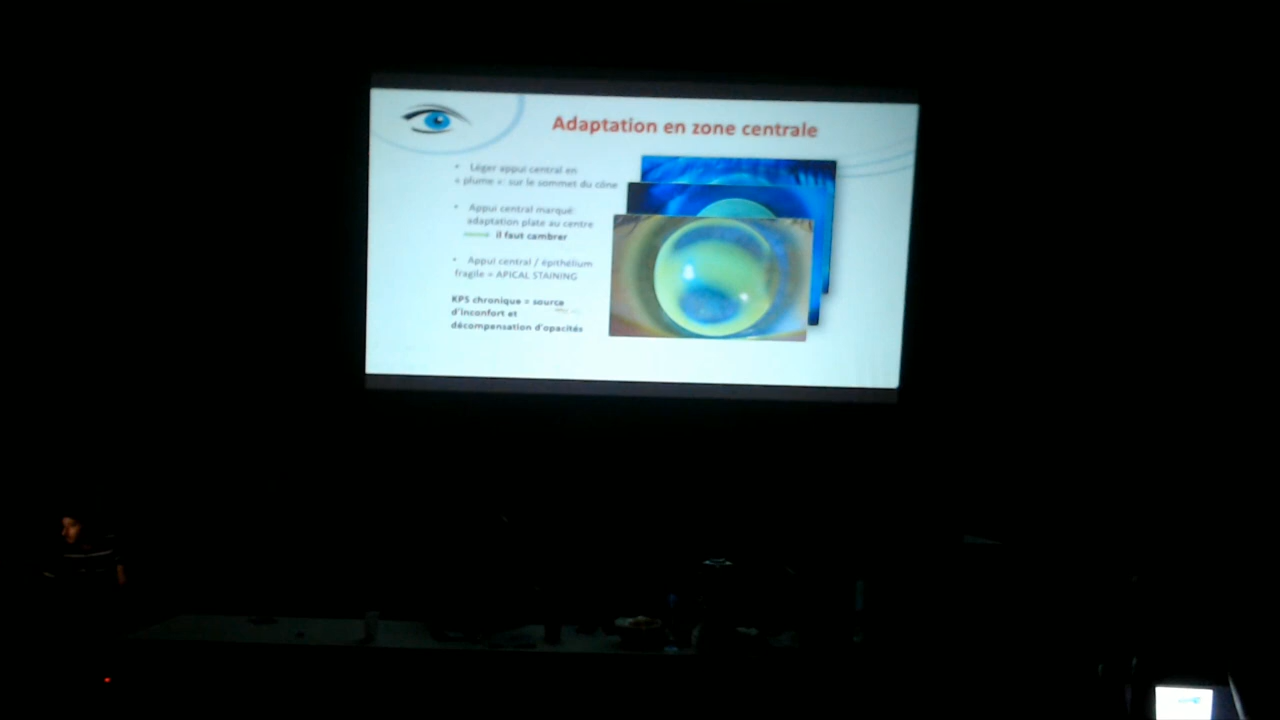 Adaptation en zone centrale
• Léger appui central en
« plume »: sur le sommet du cône
• Appui central marqué:
adaptation plate au centre
il faut cambrer
• Appui central / épithélium
fragile = APICAL STAINING
KPS chronique = source
d'inconfort et
décompensation d'opacités